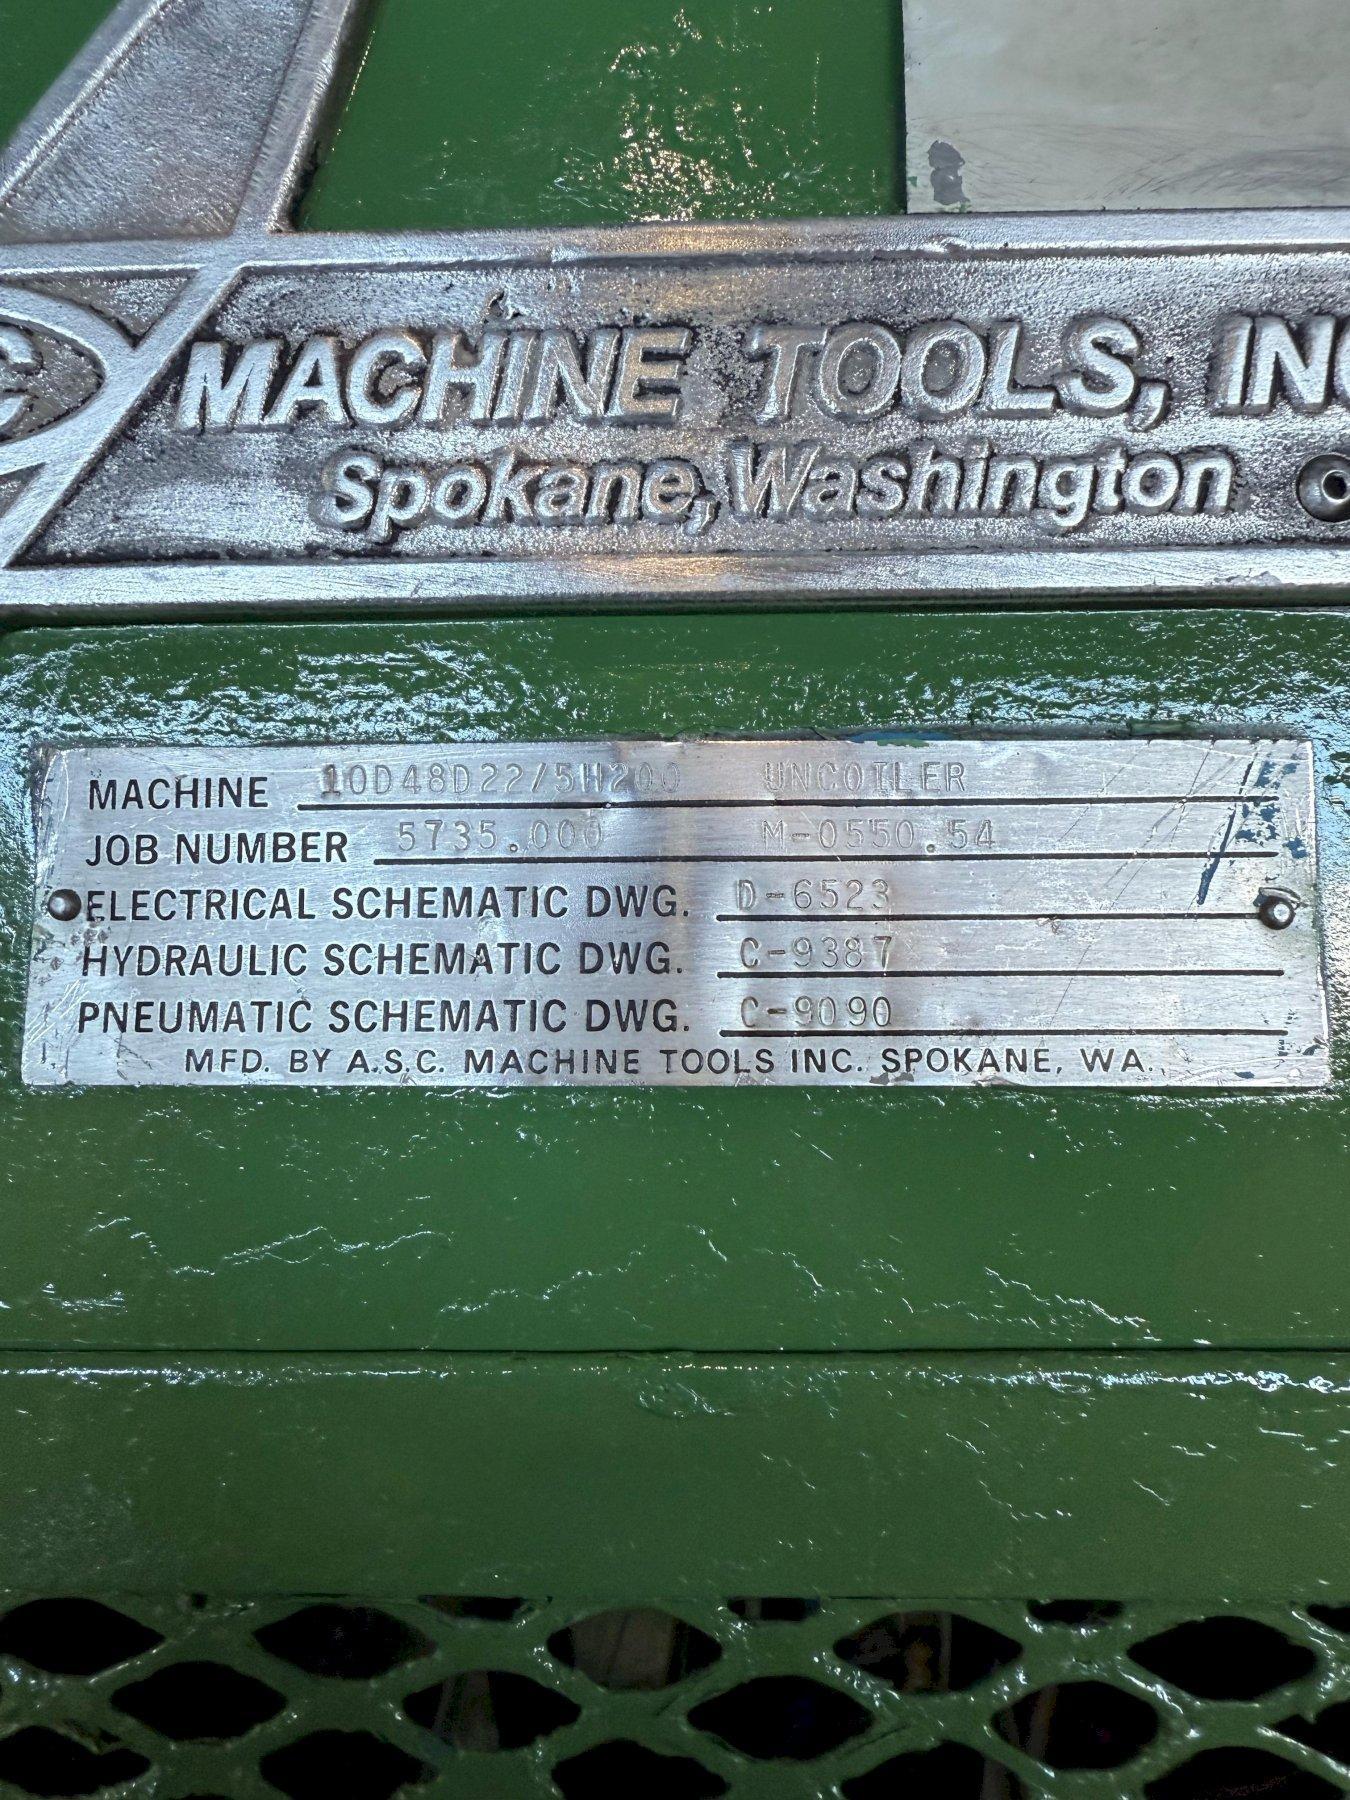 C MACHINE TOOLS, INC
Spokane, Washington
MACHINE 10D48D22/5H200 UNCOILER
JOB NUMBER 5735.000 M-0550.54
ELECTRICAL SCHEMATIC DWG. D-6523
HYDRAULIC SCHEMATIC DWG. C-9387
PNEUMATIC SCHEMATIC DWG. C-9090
MFD. BY A.S.C. MACHINE TOOLS INC. SPOKANE, WA.